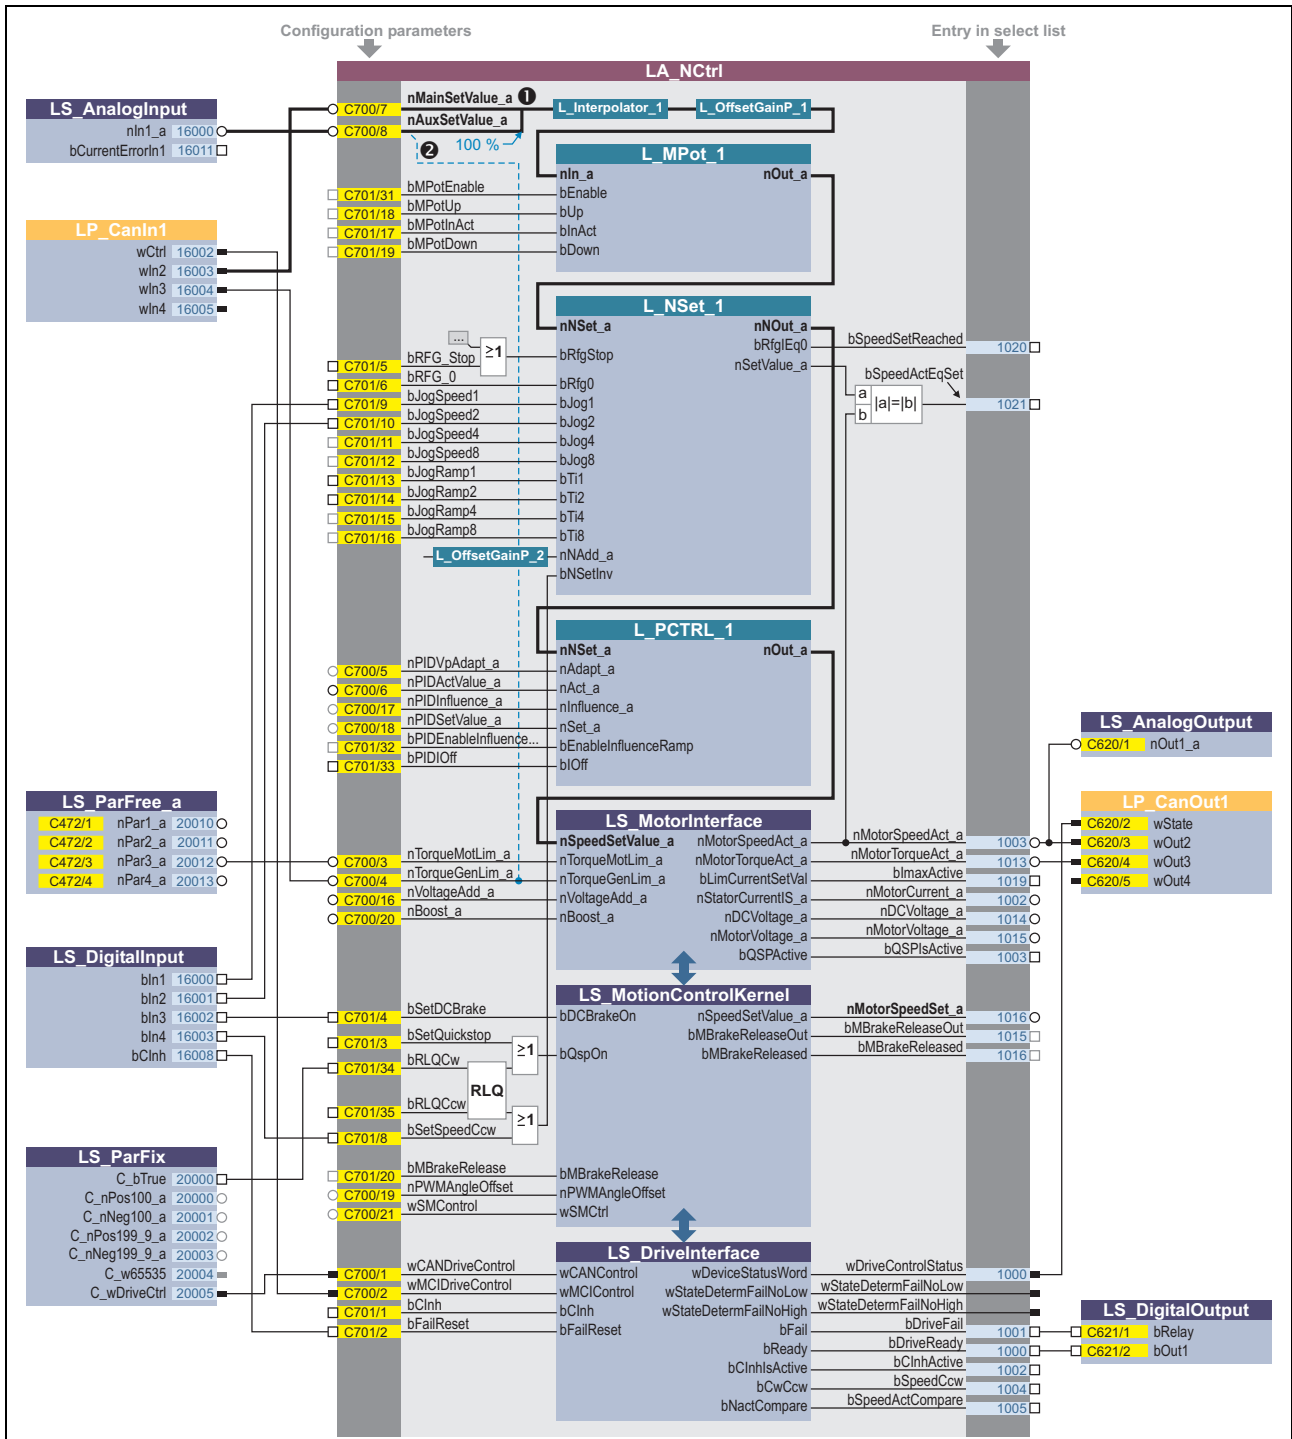 Configuration parameters
Entry in select list
LA_NCtrl
LS_AnalogInput
nIn1_a 16000
bCurrentErrorIn1 16011
LP_CanIn1
wCtrl 16002
wIn2 16003
wIn3 16004
wIn4 16005
LS_ParFree_a
C472/1 nPar1_a 20010
C472/2 nPar2_a 20011
C472/3 nPar3_a 20012
C472/4 nPar4_a 20013
LS_DigitalInput
bIn1 16000
bIn2 16001
bIn3 16002
bIn4 16003
bCInh 16008
LS_ParFix
C_bTrue 20000
C_nPos100_a 20000
C_nNeg100_a 20001
C_nPos199_9_a 20002
C_nNeg199_9_a 20003
C_w65535 20004
C_wDriveCtrl 20005
C700/7 nMainSetValue_a ❶
C700/8 nAuxSetValue_a
❷ 100 %
L_Interpolator_1
L_OffsetGainP_1
L_MPot_1
nIn_a nOut_a
C701/31 bMPotEnable bEnable
C701/18 bMPotUp bUp
C701/17 bMPotInAct bInAct
C701/19 bMPotDown bDown
L_NSet_1
nNSet_a nNOut_a
...
≥1
bRfgIEq0 bSpeedSetReached 1020
C701/5 bRFG_Stop bRfgStop
nSetValue_a
bSpeedActEqSet 1021
a
b
|a|=|b|
C701/6 bRFG_0 bRfg0
C701/9 bJogSpeed1 bJog1
C701/10 bJogSpeed2 bJog2
C701/11 bJogSpeed4 bJog4
C701/12 bJogSpeed8 bJog8
C701/13 bJogRamp1 bTi1
C701/14 bJogRamp2 bTi2
C701/15 bJogRamp4 bTi4
C701/16 bJogRamp8 bTi8
L_OffsetGainP_2 nNAdd_a
bNSetInv
L_PCTRL_1
nNSet_a nOut_a
C700/5 nPIDVpAdapt_a nAdapt_a
C700/6 nPIDActValue_a nAct_a
C700/17 nPIDInfluence_a nInfluence_a
C700/18 nPIDSetValue_a nSet_a
C701/32 bPIDEnableInfluence... bEnableInfluenceRamp
C701/33 bPIDIOff bIOff
LS_MotorInterface
nSpeedSetValue_a nMotorSpeedAct_a nMotorSpeedAct_a 1003
C700/3 nTorqueMotLim_a nTorqueMotLim_a nMotorTorqueAct_a nMotorTorqueAct_a 1013
C700/4 nTorqueGenLim_a nTorqueGenLim_a bLimCurrentSetVal bImaxActive 1019
C700/16 nVoltageAdd_a nVoltageAdd_a nStatorCurrentIS_a nMotorCurrent_a 1002
C700/20 nBoost_a nBoost_a nDCVoltage_a nDCVoltage_a 1014
nMotorVoltage_a nMotorVoltage_a 1015
bQSPActive bQSPIsActive 1003
LS_MotionControlKernel
C701/4 bSetDCBrake bDCBrakeOn nSpeedSetValue_a nMotorSpeedSet_a 1016
bMBrakeReleaseOut bMBrakeReleaseOut 1015
C701/3 bSetQuickstop ≥1 bQspOn bMBrakeReleased bMBrakeReleased 1016
C701/34 bRLQCw
RLQ
C701/35 bRLQCcw
≥1
C701/8 bSetSpeedCcw
C701/20 bMBrakeRelease bMBrakeRelease
C700/19 nPWMAngleOffset nPWMAngleOffset
C700/21 wSMControl wSMCtrl
LS_DriveInterface
C700/1 wCANDriveControl wCANControl wDeviceStatusWord wDriveControlStatus 1000
C700/2 wMCIDriveControl wMCIControl wStateDetermFailNoLow wStateDetermFailNoLow
C701/1 bCInh bCInh wStateDetermFailNoHigh wStateDetermFailNoHigh
C701/2 bFailReset bFailReset bFail bDriveFail 1001
bReady bDriveReady 1000
bCInhIsActive bCInhActive 1002
bCwCcw bSpeedCcw 1004
bNactCompare bSpeedActCompare 1005
LS_AnalogOutput
C620/1 nOut1_a
LP_CanOut1
C620/2 wState
C620/3 wOut2
C620/4 wOut3
C620/5 wOut4
LS_DigitalOutput
C621/1 bRelay
C621/2 bOut1